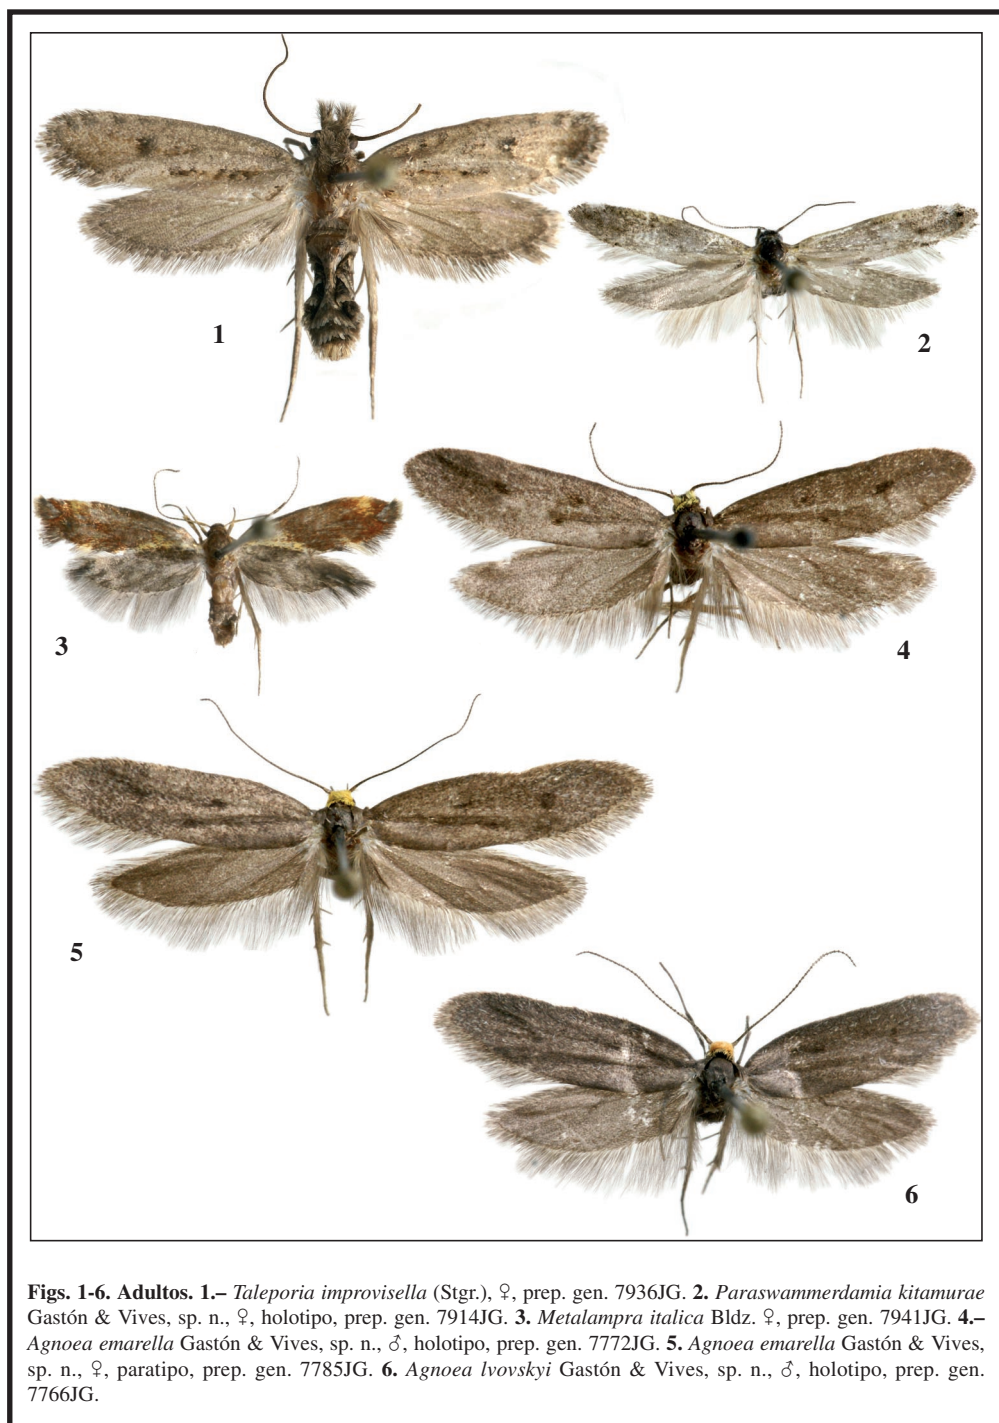 1
2
3
4
5
6
Figs. 1-6. Adultos. 1.– Taleporia improvisella (Stgr.), ♀, prep. gen. 7936JG. 2. Paraswammerdamia kitamurae
Gastón & Vives, sp. n., ♀, holotipo, prep. gen. 7914JG. 3. Metalampra italica Bldz. ♀, prep. gen. 7941JG. 4.–
Agnoea emarella Gastón & Vives, sp. n., ♂, holotipo, prep. gen. 7772JG. 5. Agnoea emarella Gastón & Vives,
sp. n., ♀, paratipo, prep. gen. 7785JG. 6. Agnoea lvovskyi Gastón & Vives, sp. n., ♂, holotipo, prep. gen.
7766JG.